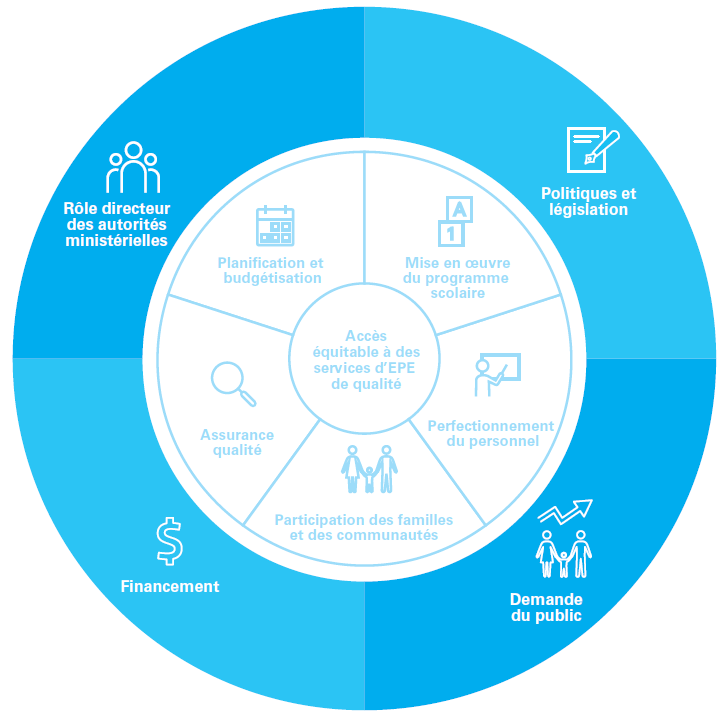 Rôle directeur
des autorités
ministérielles
Politiques et
législation
Planification et
budgétisation
A
1
Mise en œuvre
du programme
scolaire
Accès
équitable à des
services d'EPE
de qualité
Assurance
qualité
Perfectionnement
du personnel
Participation des familles
et des communautés
$
Financement
Demande
du public